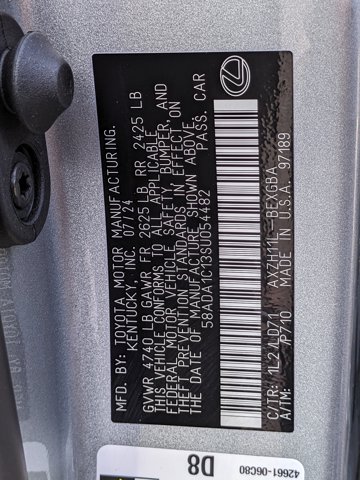 MFD. BY: TOYOTA MOTOR MANUFACTURING,
KENTUCKY, INC. 07/24
GVWR 4740 LB GAWR FR 2625 LB RR 2425 LB
THIS VEHICLE CONFORMS TO ALL APPLICABLE
FEDERAL MOTOR VEHICLE SAFETY, BUMPER, AND
THEFT PREVENTION STANDARDS IN EFFECT ON
THE DATE OF MANUFACTURE SHOWN ABOVE.
58ADA1C13SU054482 PASS. CAR
C/TR: 1L2 /LD71 AXZH11L-BEXGBA
A/TM: /P710 MADE IN U.S.A. 97189
42661-06C80
D8